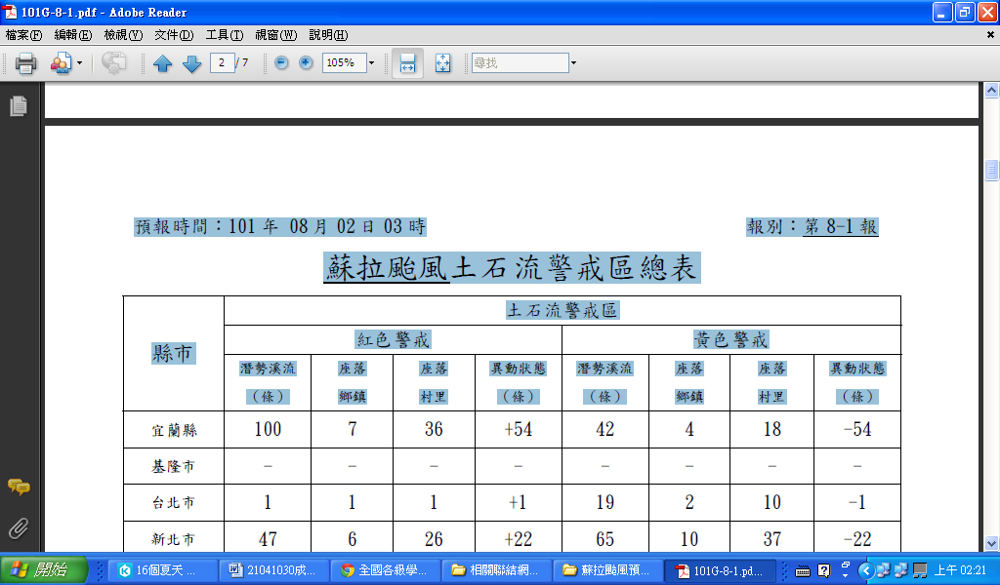 101G-8-1.pdf - Adobe Reader
檔案(F) 編輯(E) 檢視(V) 文件(D) 工具(T) 視窗(W) 說明(H)
2 / 7 105% 尋找
預報時間：101 年 08 月 02 日 03 時 報別：第 8-1 報
蘇拉颱風土石流警戒區總表
縣市 土石流警戒區
紅色警戒 黃色警戒
潛勢溪流（條） 座落鄉鎮 座落村里 異動狀態（條） 潛勢溪流（條） 座落鄉鎮 座落村里 異動狀態（條）
宜蘭縣 100 7 36 +54 42 4 18 -54
基隆市 - - - - - - - -
台北市 1 1 1 +1 19 2 10 -1
新北市 47 6 26 +22 65 10 37 -22
開始 16個夏天 ... 21041030成... 全國各級學... 相關聯結網... 蘇拉颱風預... 101G-8-1.pd... 上午 02:21